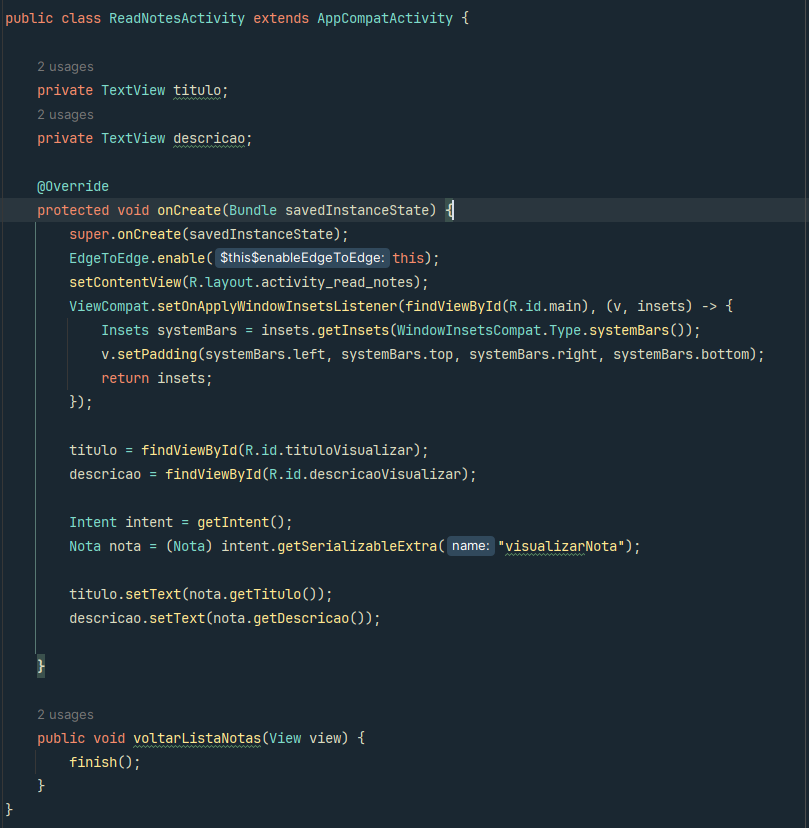 public class ReadNotesActivity extends AppCompatActivity {
2 usages
private TextView titulo;
2 usages
private TextView descricao;
@Override
protected void onCreate(Bundle savedInstanceState) {
super.onCreate(savedInstanceState);
EdgeToEdge.enable( $this$enableEdgeToEdge: this);
setContentView(R.layout.activity_read_notes);
ViewCompat.setOnApplyWindowInsetsListener(findViewById(R.id.main), (v, insets) -> {
Insets systemBars = insets.getInsets(WindowInsetsCompat.Type.systemBars());
v.setPadding(systemBars.left, systemBars.top, systemBars.right, systemBars.bottom);
return insets;
});
titulo = findViewById(R.id.tituloVisualizar);
descricao = findViewById(R.id.descricaoVisualizar);
Intent intent = getIntent();
Nota nota = (Nota) intent.getSerializableExtra( name: "visualizarNota");
titulo.setText(nota.getTitulo());
descricao.setText(nota.getDescricao());
}
2 usages
public void voltarListaNotas(View view) {
finish();
}
}